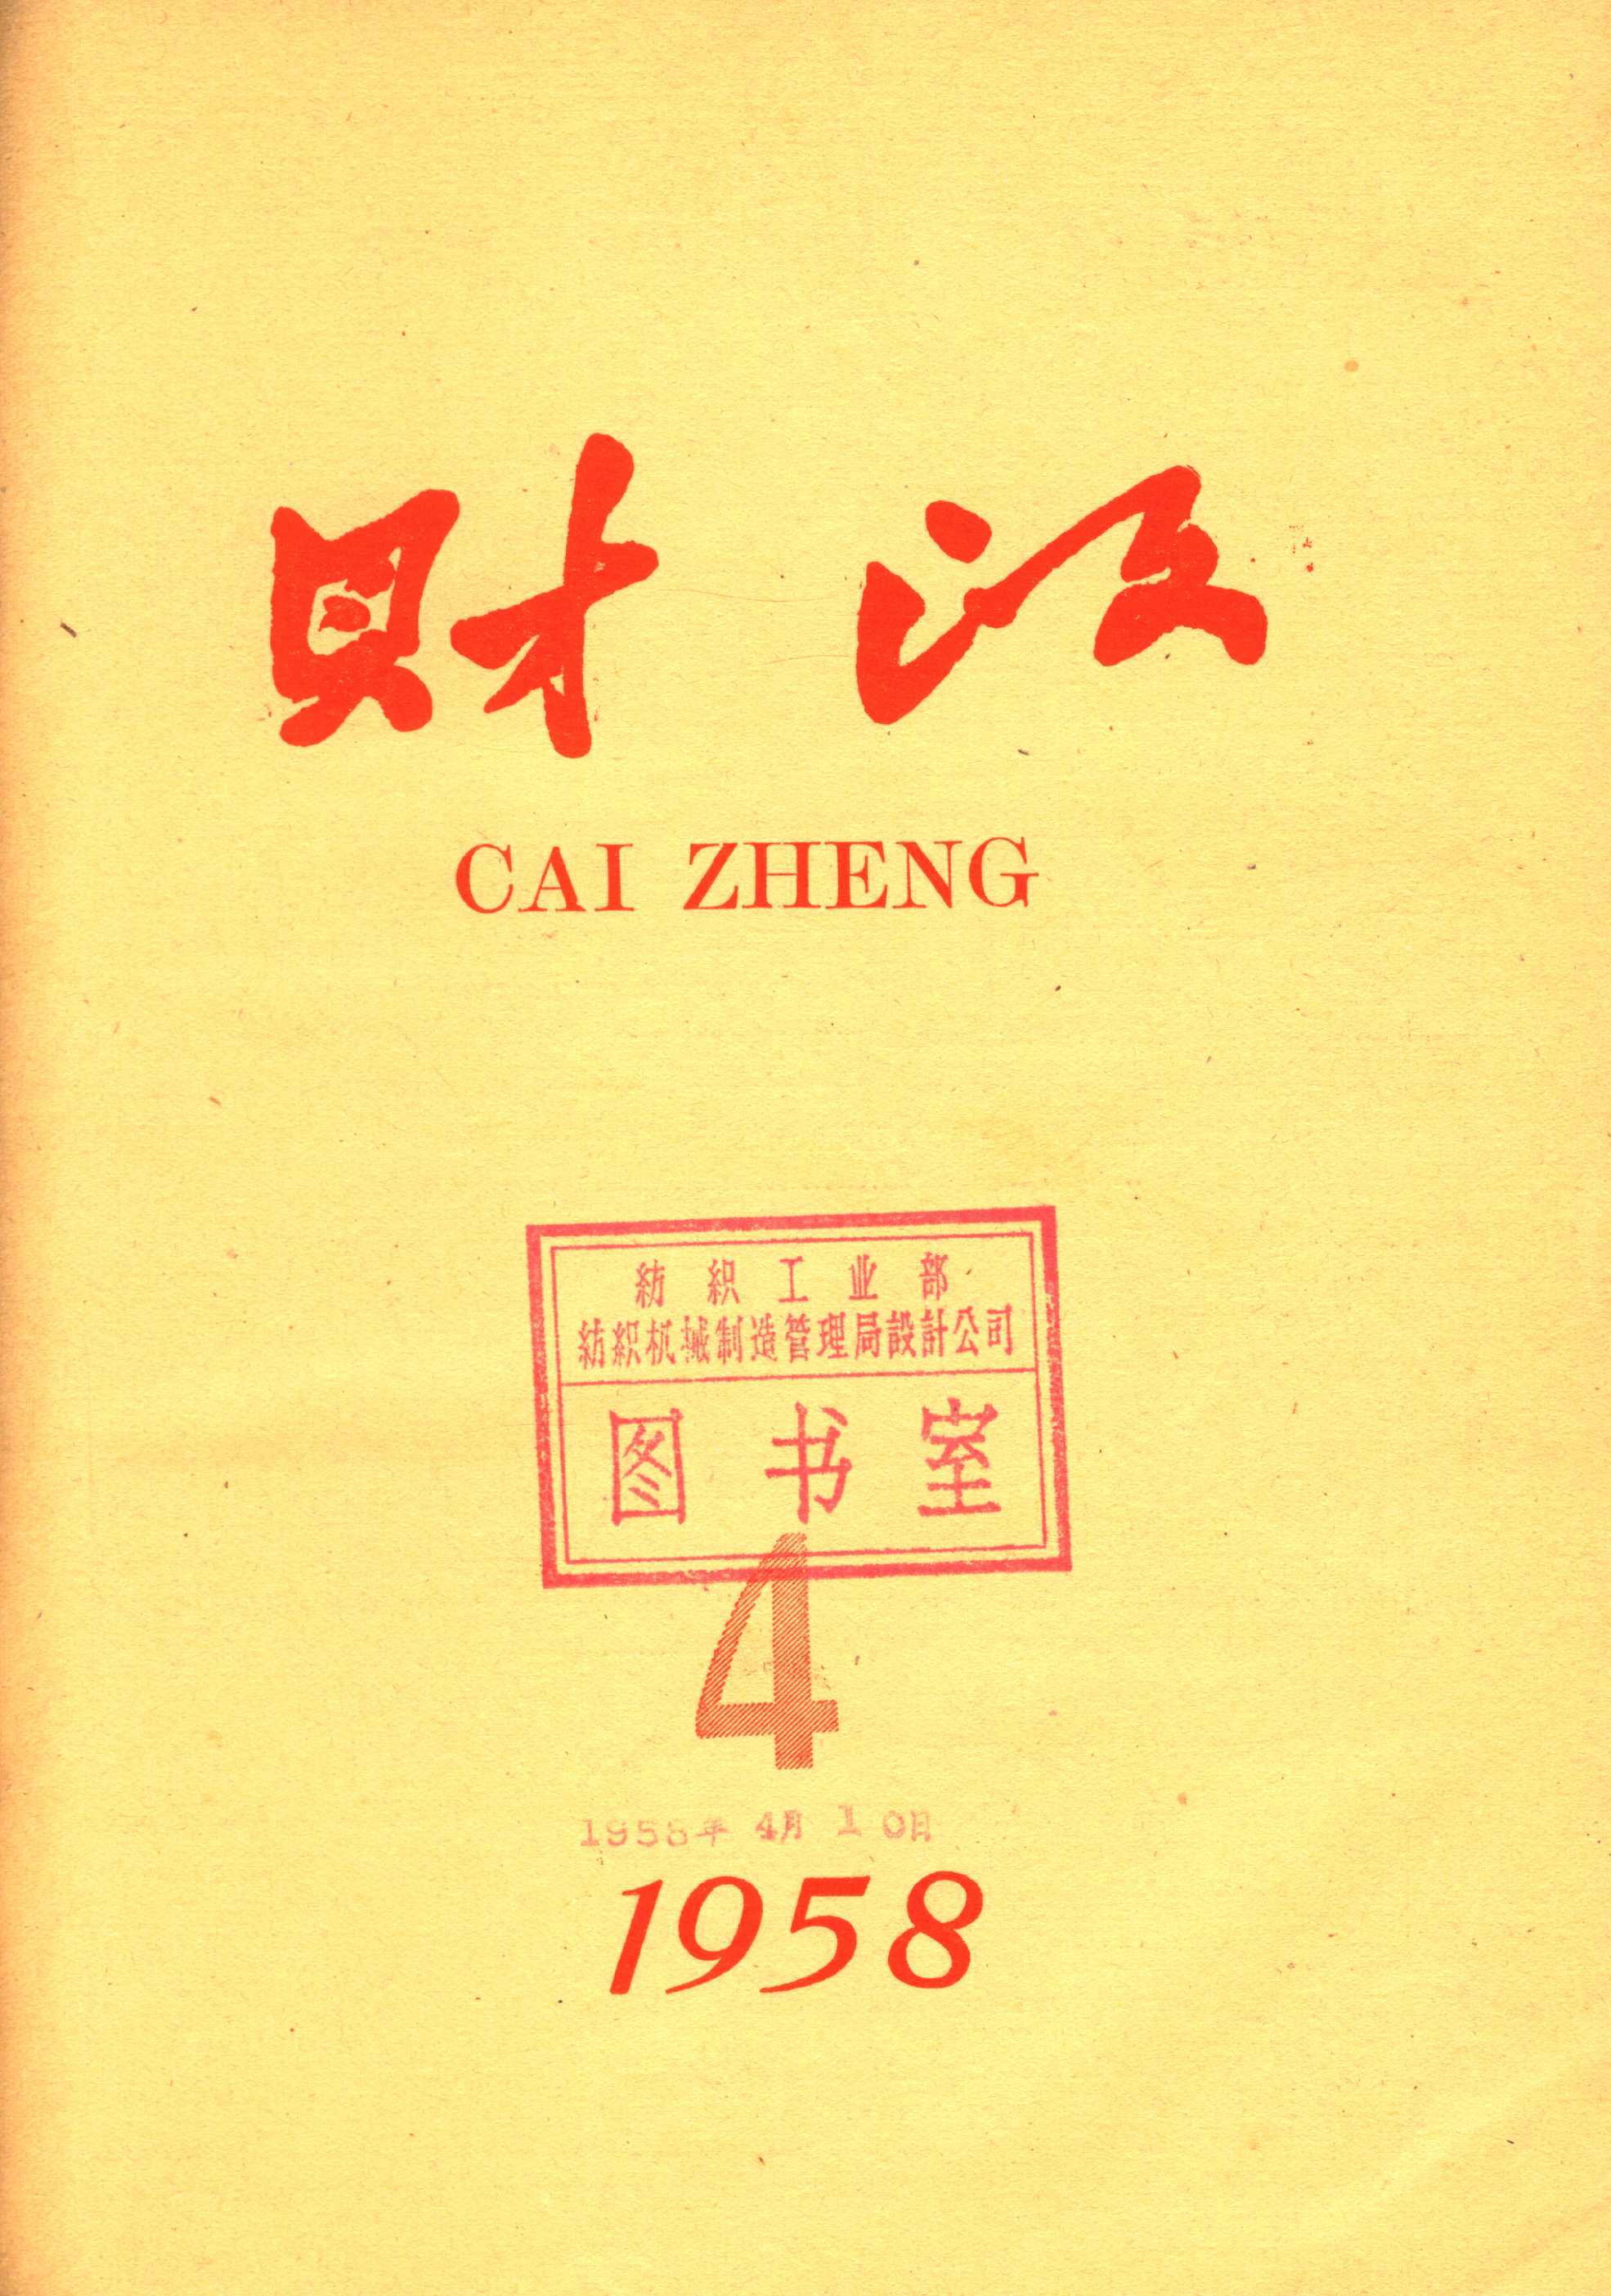 財政
CAI ZHENG
紡織工业部
紡織机械制造管理局設計公司
图书室
4
1958年4月10日
1958